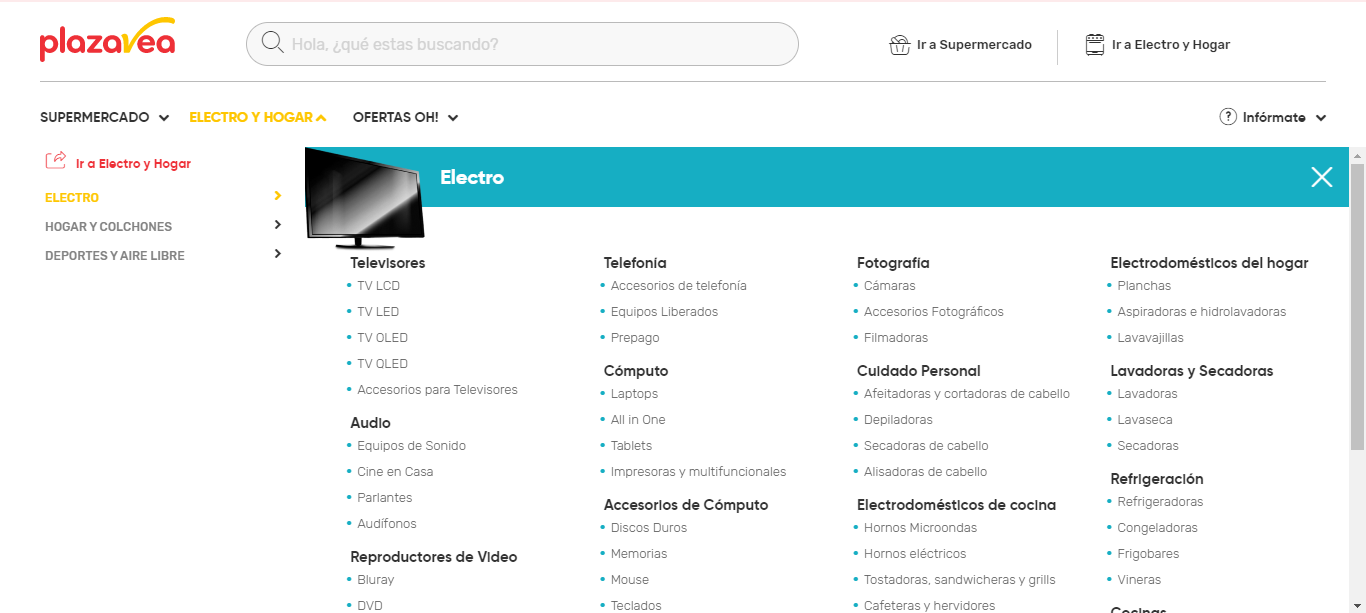 plazavea
Hola, ¿qué estas buscando?
Ir a Supermercado
Ir a Electro y Hogar
SUPERMERCADO
ELECTRO Y HOGAR
OFERTAS OH!
? Infórmate
Ir a Electro y Hogar
ELECTRO
HOGAR Y COLCHONES
DEPORTES Y AIRE LIBRE
Electro
Televisores
TV LCD
TV LED
TV OLED
TV QLED
Accesorios para Televisores
Audio
Equipos de Sonido
Cine en Casa
Parlantes
Audífonos
Reproductores de Video
Bluray
DVD
Telefonía
Accesorios de telefonía
Equipos Liberados
Prepago
Cómputo
Laptops
All in One
Tablets
Impresoras y multifuncionales
Accesorios de Cómputo
Discos Duros
Memorias
Mouse
Teclados
Fotografía
Cámaras
Accesorios Fotográficos
Filmadoras
Cuidado Personal
Afeitadoras y cortadoras de cabello
Depiladoras
Secadoras de cabello
Alisadoras de cabello
Electrodomésticos de cocina
Hornos Microondas
Hornos eléctricos
Tostadoras, sandwicheras y grills
Cafeteras y hervidores
Electrodomésticos del hogar
Planchas
Aspiradoras e hidrolavadoras
Lavavajillas
Lavadoras y Secadoras
Lavadoras
Lavaseca
Secadoras
Refrigeración
Refrigeradoras
Congeladoras
Frigobares
Vineras
Cocinas